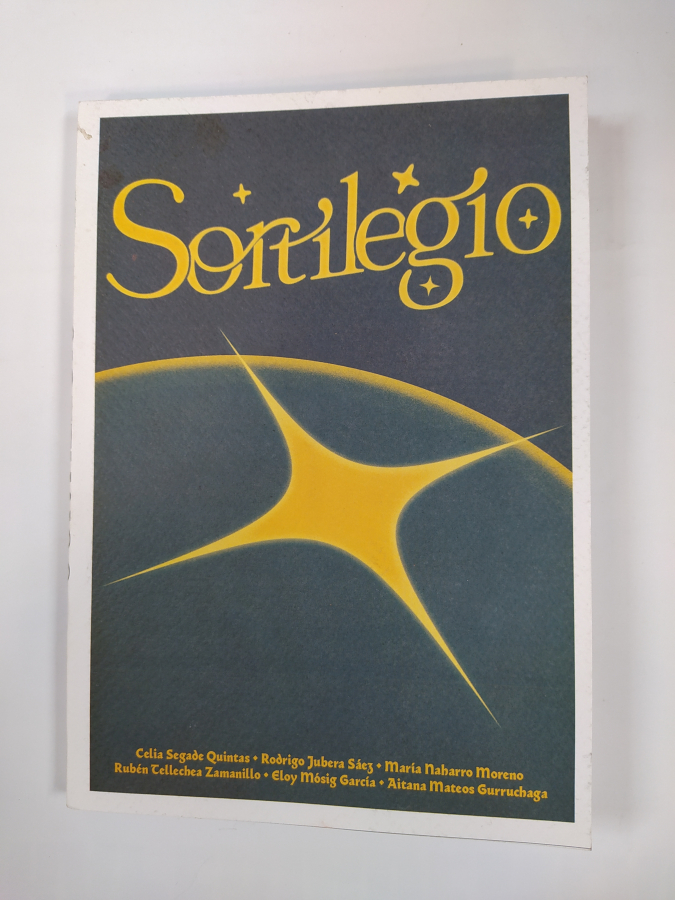 Sortilegio
Celia Segade Quintas • Rodrigo Jubera Sáez • María Nabarro Moreno
Rubén Tellechea Zamanillo • Eloy Mósig García • Aitana Mateos Gurruchaga